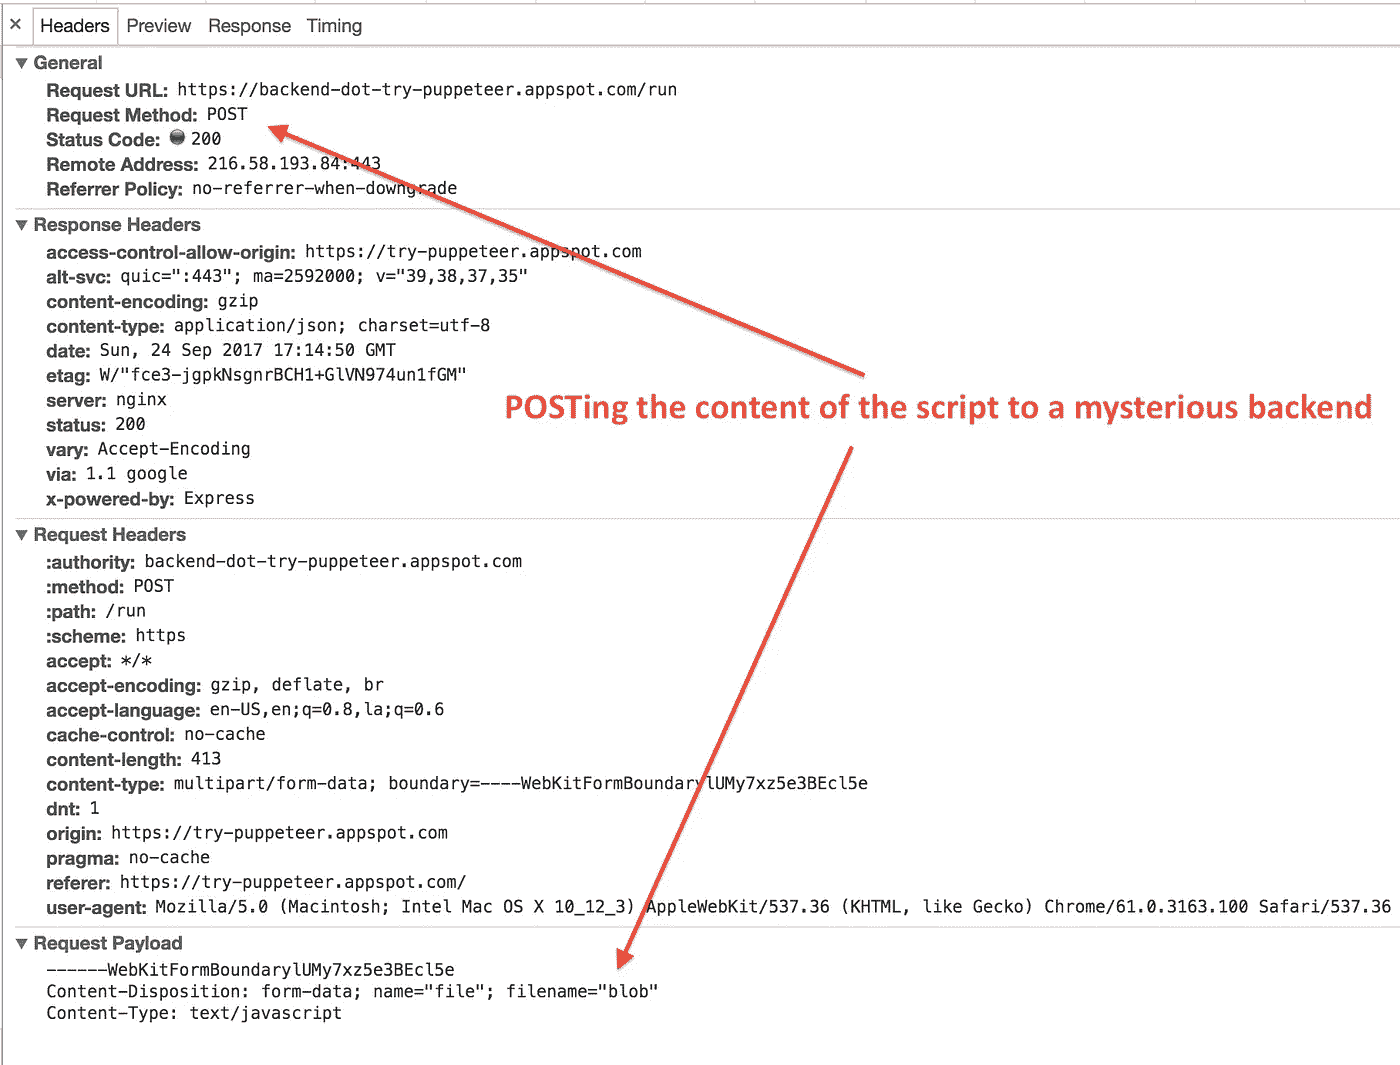 × Headers Preview Response Timing
▼ General
Request URL: https://backend-dot-try-puppeteer.appspot.com/run
Request Method: POST
Status Code: 200
Remote Address: 216.58.193.84:443
Referrer Policy: no-referrer-when-downgrade
▼ Response Headers
access-control-allow-origin: https://try-puppeteer.appspot.com
alt-svc: quic=":443"; ma=2592000; v="39,38,37,35"
content-encoding: gzip
content-type: application/json; charset=utf-8
date: Sun, 24 Sep 2017 17:14:50 GMT
etag: W/"fce3-jgpkNsgnrBCH1+GlVN974un1fGM"
server: nginx
status: 200
vary: Accept-Encoding
via: 1.1 google
x-powered-by: Express
POSTing the content of the script to a mysterious backend
▼ Request Headers
:authority: backend-dot-try-puppeteer.appspot.com
:method: POST
:path: /run
:scheme: https
accept: */*
accept-encoding: gzip, deflate, br
accept-language: en-US,en;q=0.8,la;q=0.6
cache-control: no-cache
content-length: 413
content-type: multipart/form-data; boundary=----WebKitFormBoundarylUMy7xz5e3BEcl5e
dnt: 1
origin: https://try-puppeteer.appspot.com
pragma: no-cache
referer: https://try-puppeteer.appspot.com/
user-agent: Mozilla/5.0 (Macintosh; Intel Mac OS X 10_12_3) AppleWebKit/537.36 (KHTML, like Gecko) Chrome/61.0.3163.100 Safari/537.36
▼ Request Payload
------WebKitFormBoundarylUMy7xz5e3BEcl5e
Content-Disposition: form-data; name="file"; filename="blob"
Content-Type: text/javascript